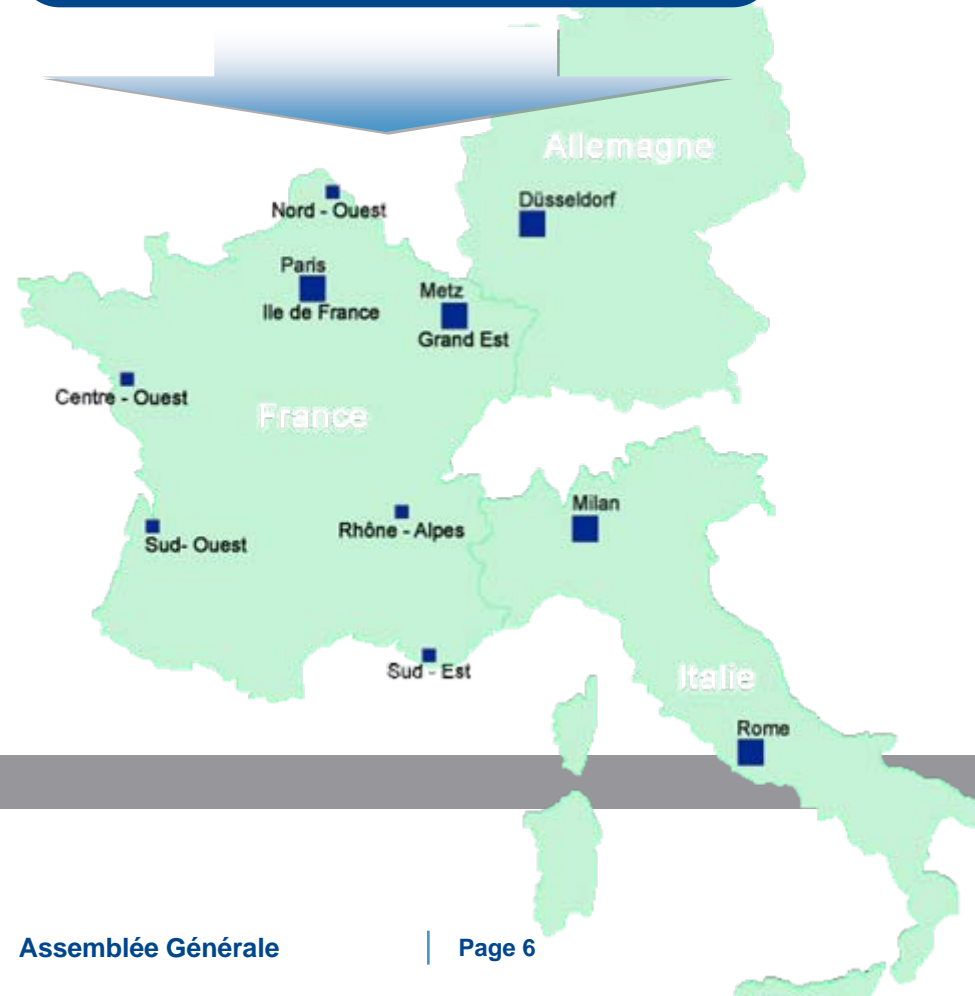 Allemagne
Düsseldorf
Nord - Ouest
Paris
Ile de France
Metz
Grand Est
Centre - Ouest
France
Milan
Rhône - Alpes
Sud- Ouest
Sud - Est
Italie
Rome
Assemblée Générale
Page 6